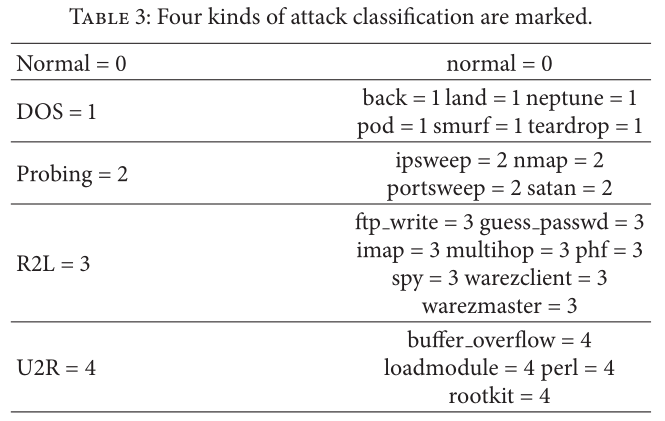 TABLE 3: Four kinds of attack classification are marked.
Normal = 0 normal = 0
DOS = 1
back = 1 land = 1 neptune = 1
pod = 1 smurf = 1 teardrop = 1
Probing = 2
ipsweep = 2 nmap = 2
portsweep = 2 satan = 2
R2L = 3
ftp_write = 3 guess_passwd = 3
imap = 3 multihop = 3 phf = 3
spy = 3 warezclient = 3
warezmaster = 3
U2R = 4
buffer_overflow = 4
loadmodule = 4 perl = 4
rootkit = 4